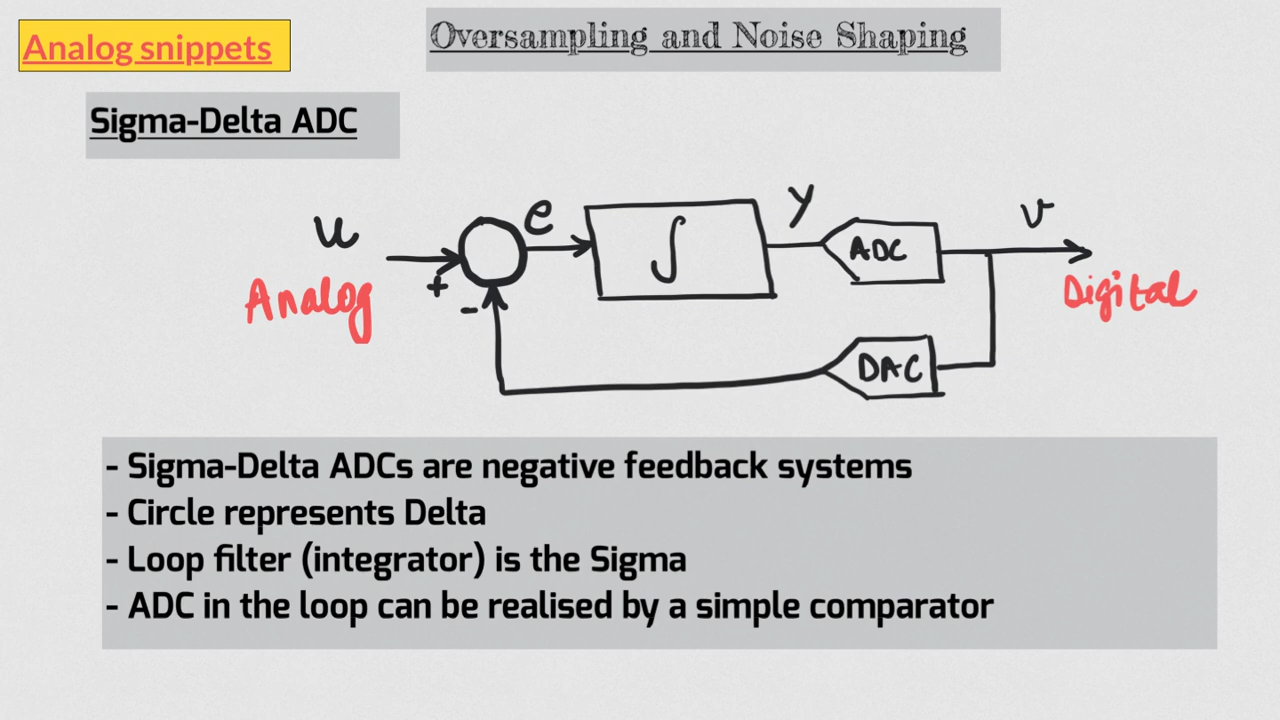 Analog snippets
Oversampling and Noise Shaping
Sigma-Delta ADC
u
e
∫
y
ADC
v
+
-
Analog
Digital
DAC
- Sigma-Delta ADCs are negative feedback systems
- Circle represents Delta
- Loop filter (integrator) is the Sigma
- ADC in the loop can be realised by a simple comparator